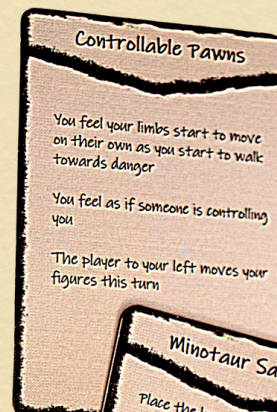 Controllable Pawns
You feel your limbs start to move
on their own as you start to walk
towards danger
You feel as if someone is controlling
you
The player to your left moves your
figures this turn
Minotaur
Place the